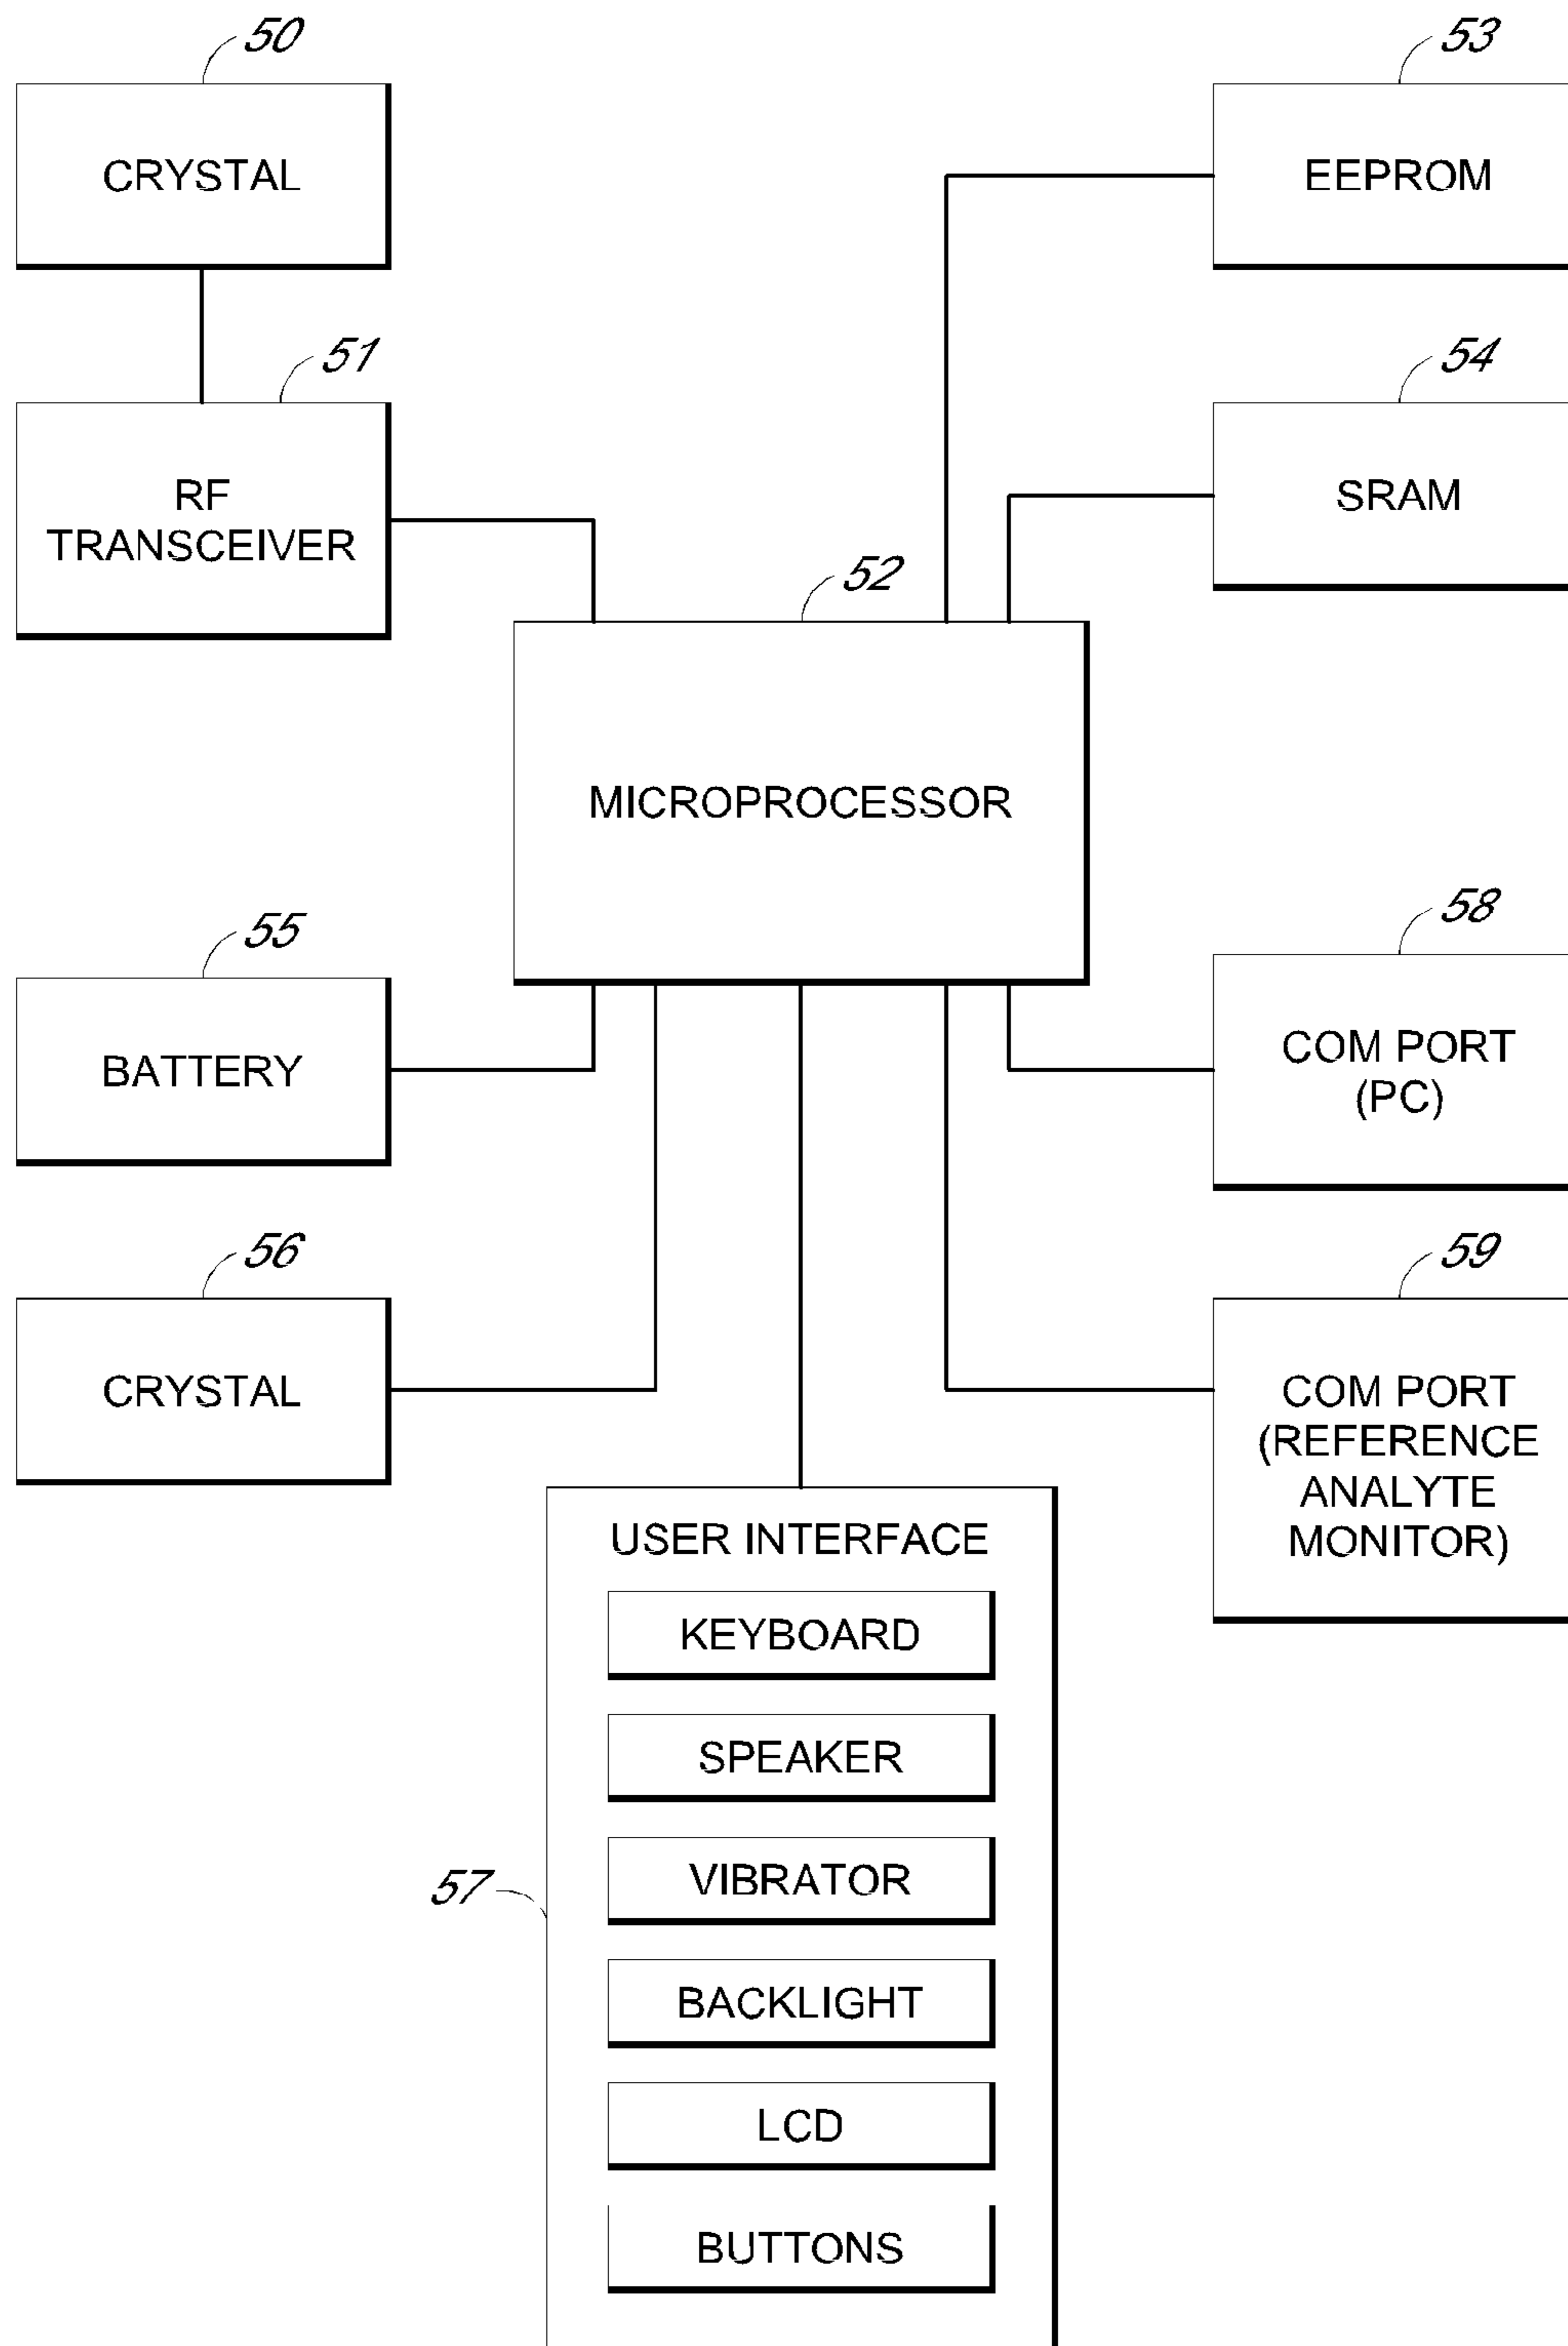 50
CRYSTAL
53
EEPROM
51
RF
TRANSCEIVER
54
SRAM
52
MICROPROCESSOR
55
BATTERY
58
COM PORT
(PC)
56
CRYSTAL
59
COM PORT
(REFERENCE
ANALYTE
MONITOR)
USER INTERFACE
KEYBOARD
SPEAKER
57
VIBRATOR
BACKLIGHT
LCD
BUTTONS